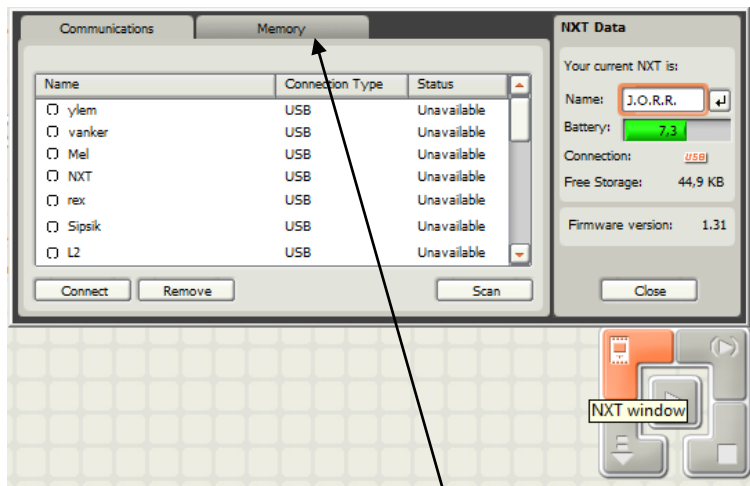 Communications Memory
Name Connection Type Status
ylem USB Unavailable
vanker USB Unavailable
Mel USB Unavailable
NXT USB Unavailable
rex USB Unavailable
Sipsik USB Unavailable
L2 USB Unavailable
Connect Remove Scan
NXT Data
Your current NXT is:
Name: J.O.R.R.
Battery: 7,3
Connection: USB
Free Storage: 44,9 KB
Firmware version: 1.31
Close
NXT window